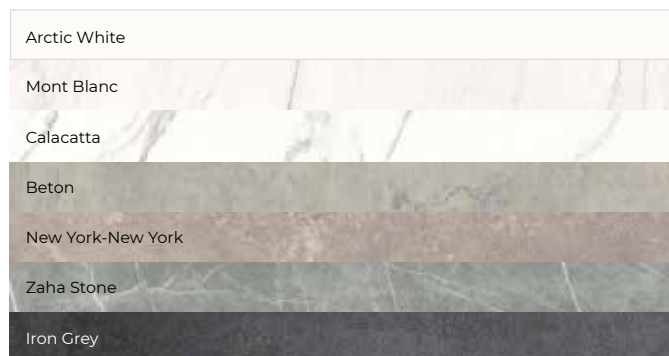 Arctic White
Mont Blanc
Calacatta
Beton
New York-New York
Zaha Stone
Iron Grey